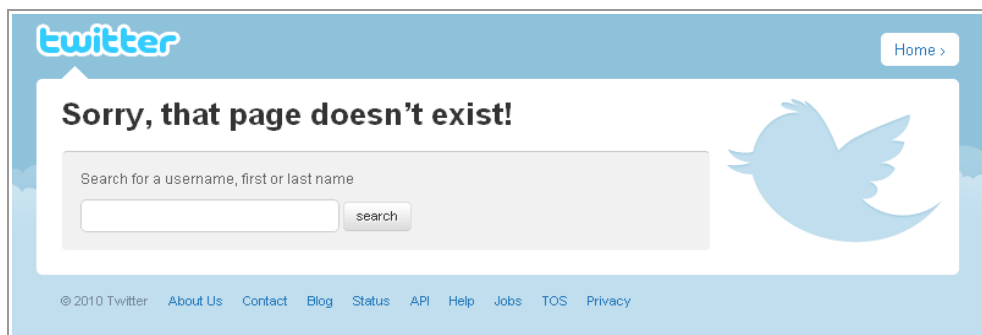 twitter
Home ›
Sorry, that page doesn't exist!
Search for a username, first or last name
search
© 2010 Twitter About Us Contact Blog Status API Help Jobs TOS Privacy